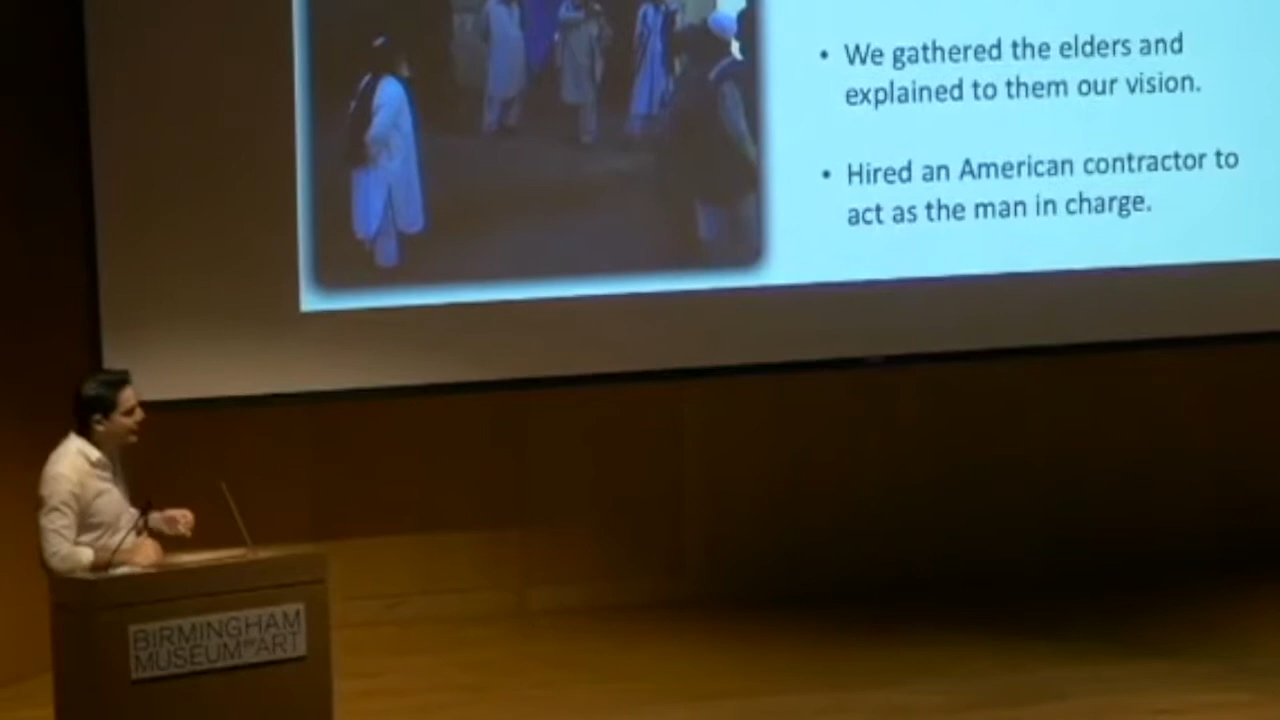 • We gathered the elders and
explained to them our vision.
• Hired an American contractor to
act as the man in charge.
BIRMINGHAM
MUSEUM OF ART